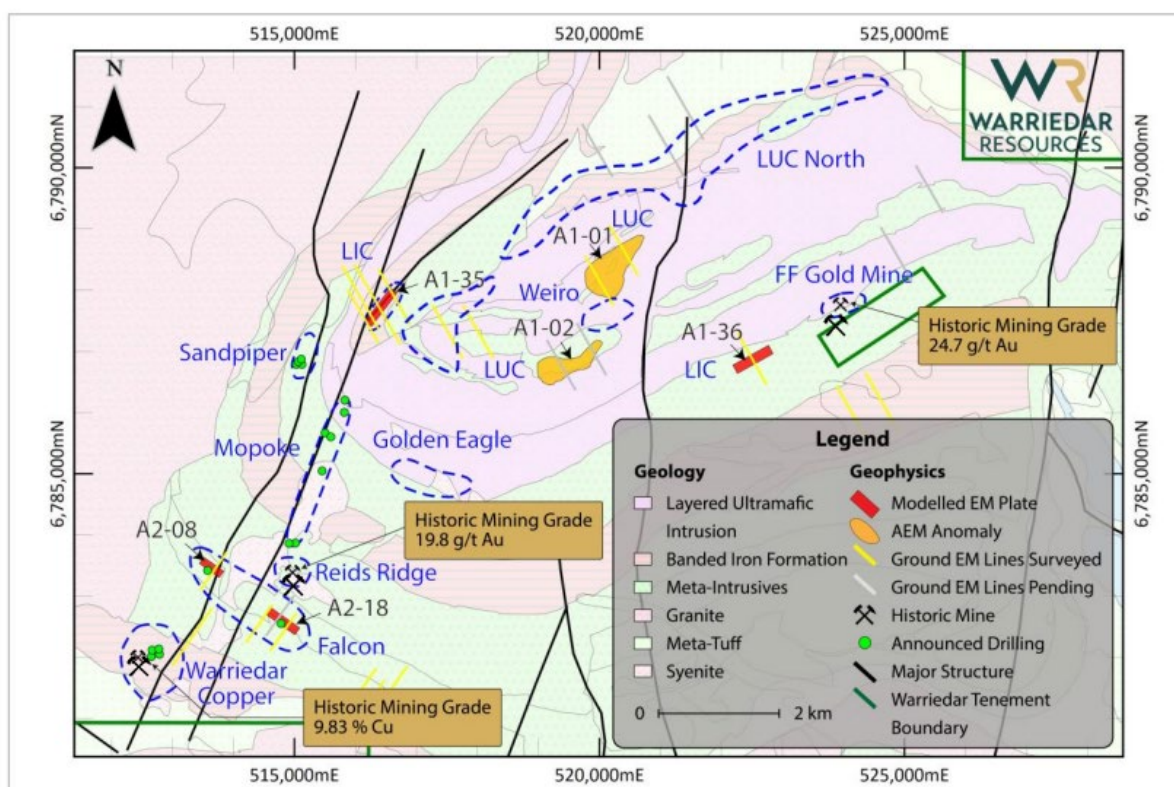 515,000mE
520,000mE
525,000mE
N
WR
WARRIEDAR
RESOURCES
6,790,000mN
6,790,000mN
LUC North
LUC
A1-01
LIC
A1-35
Weiro
FF Gold Mine
A1-02
Historic Mining Grade
24.7 g/t Au
Sandpiper
LUC
A1-36
LIC
Mopoke
Golden Eagle
6,785,000mN
6,785,000mN
Historic Mining Grade
19.8 g/t Au
A2-08
Reids Ridge
A2-18
Falcon
Warriedar
Copper
Historic Mining Grade
9.83 % Cu
Legend
Geology
Layered Ultramafic
Intrusion
Banded Iron Formation
Meta-Intrusives
Granite
Meta-Tuff
Syenite
0
2 km
Geophysics
Modelled EM Plate
AEM Anomaly
Ground EM Lines Surveyed
Ground EM Lines Pending
Historic Mine
Announced Drilling
Major Structure
Warriedar Tenement
Boundary
515,000mE
520,000mE
525,000mE